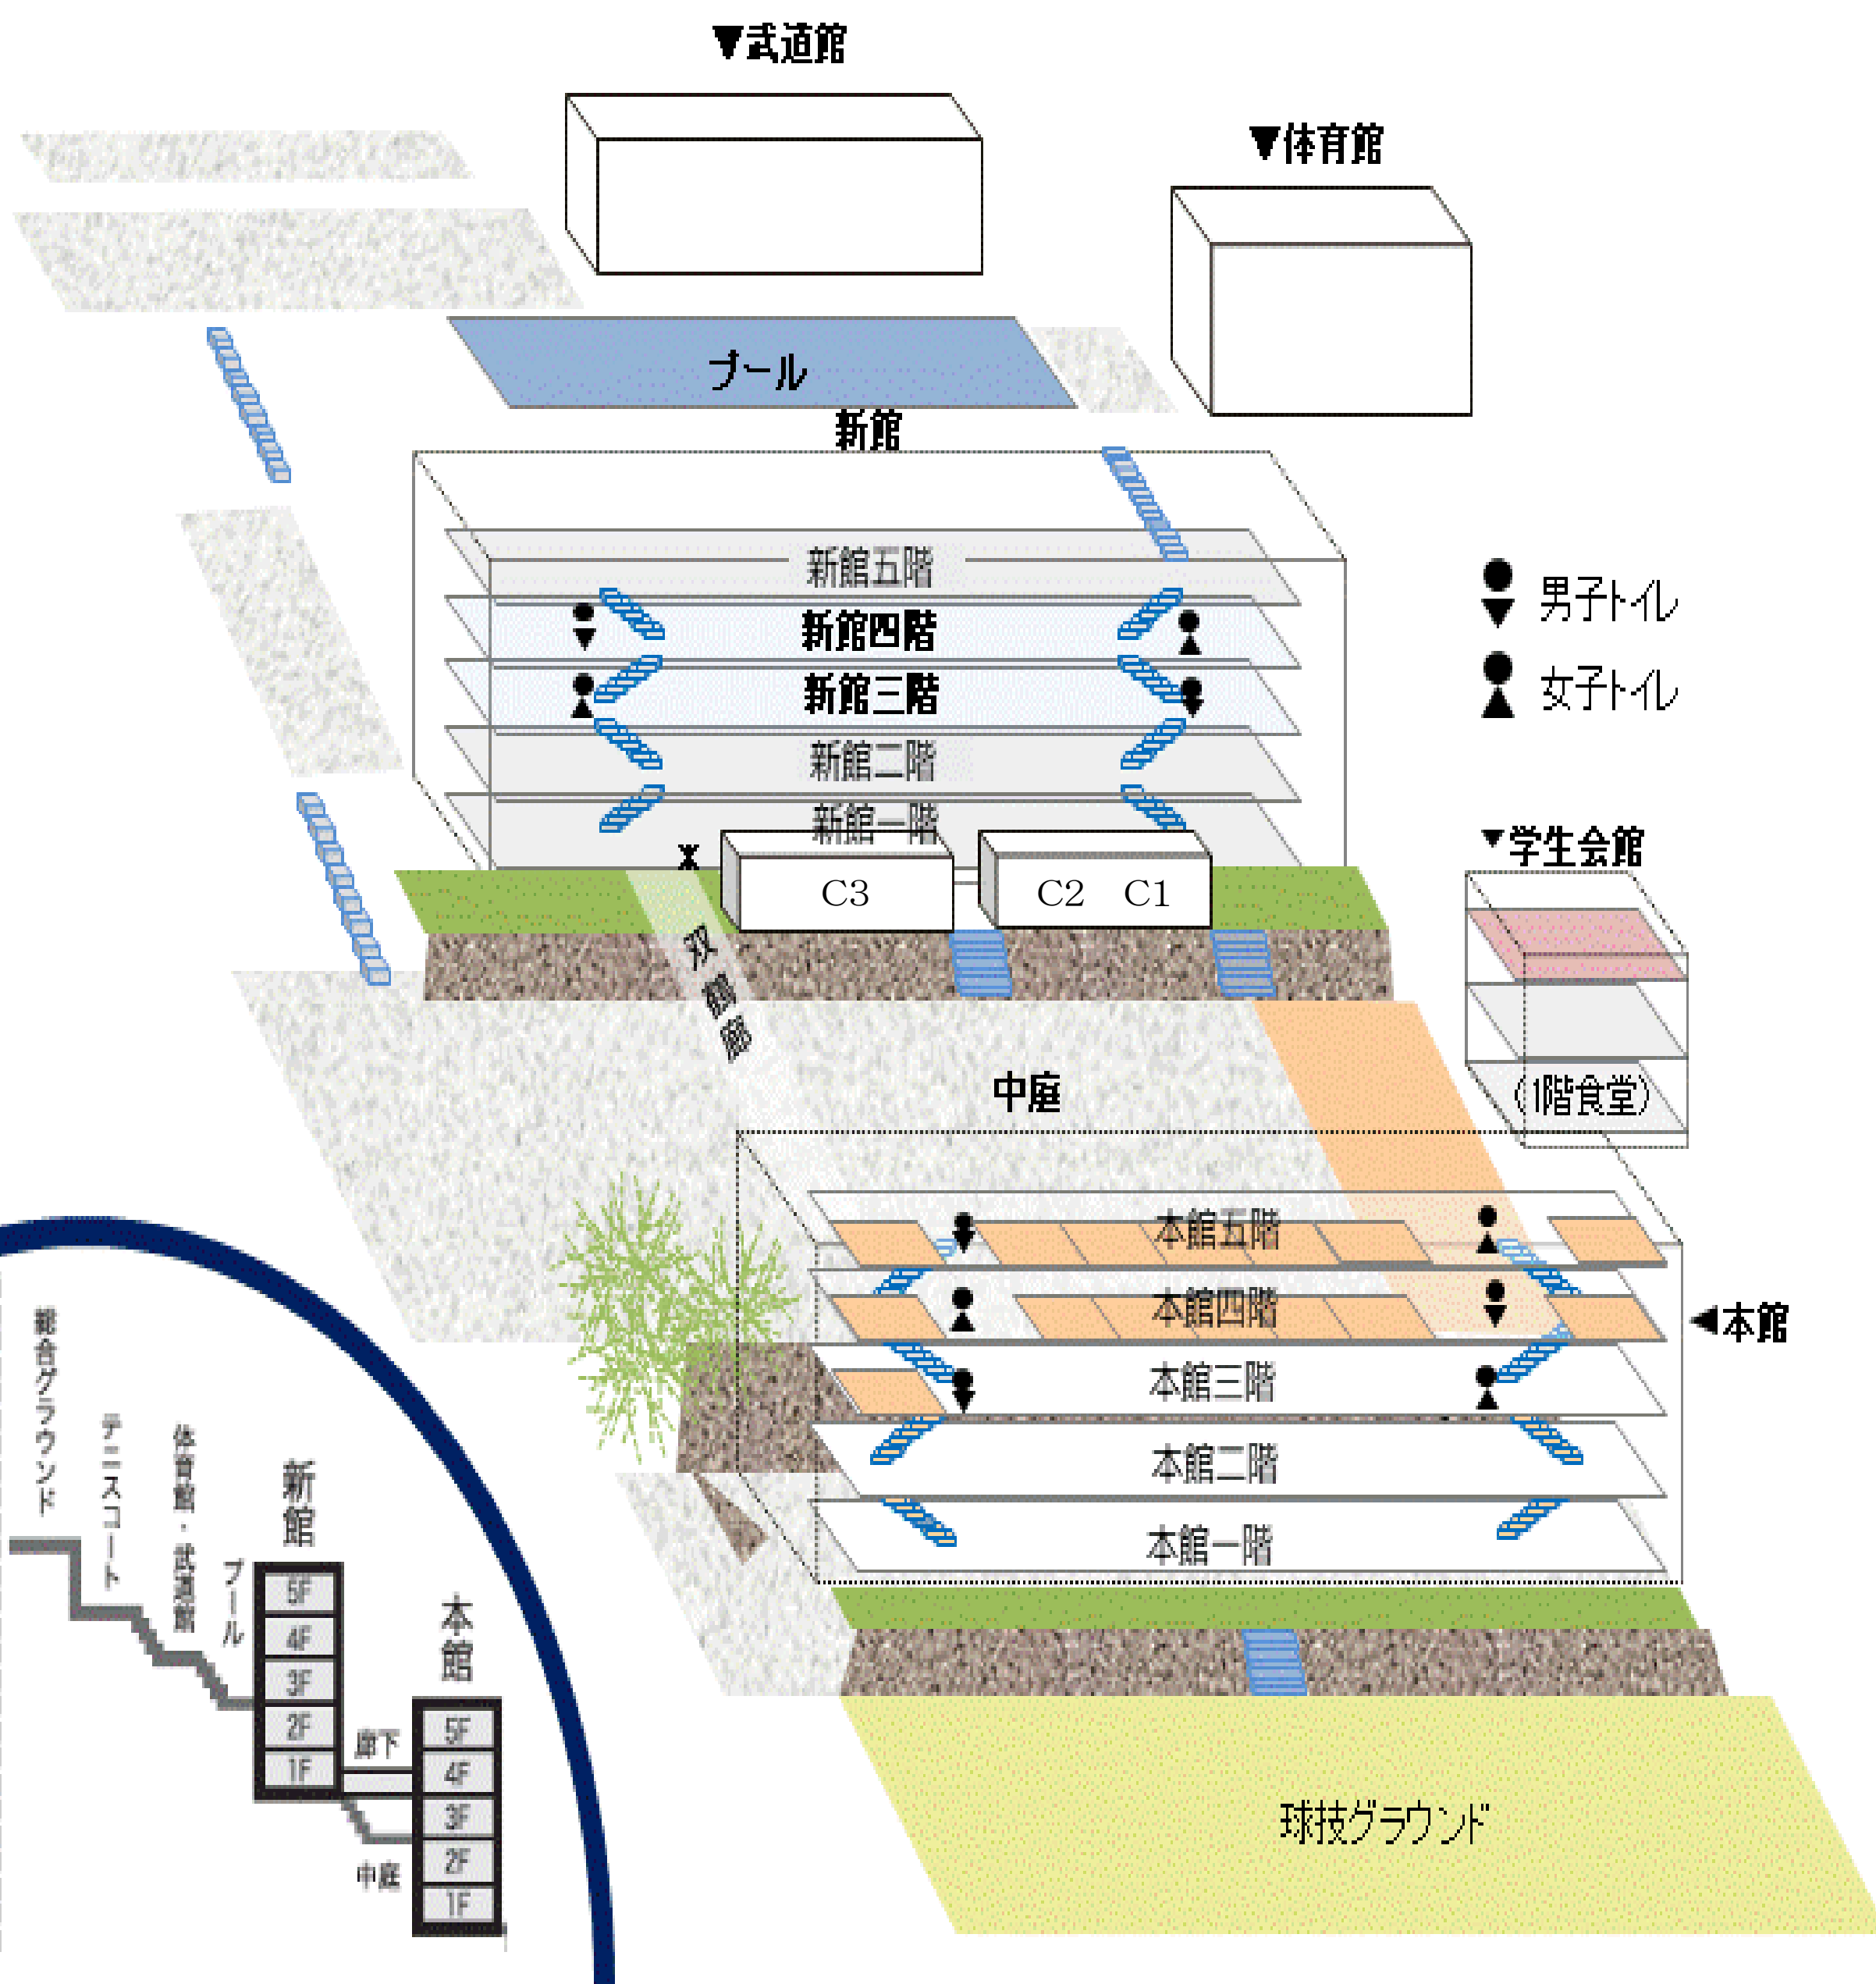 ▼武道館
▼体育館
プール
新館
新館五階
新館四階
新館三階
新館二階
新館一階
男子トイレ
女子トイレ
C3
C2 C1
双鶴廊
▼学生会館
(1階食堂)
中庭
本館五階
本館四階
本館三階
本館二階
本館一階
◀本館
球技グラウンド
総合グラウンド
テニスコート
体育館・武道館
プール
新館
5F
4F
3F
2F
1F
廊下
中庭
本館
5F
4F
3F
2F
1F